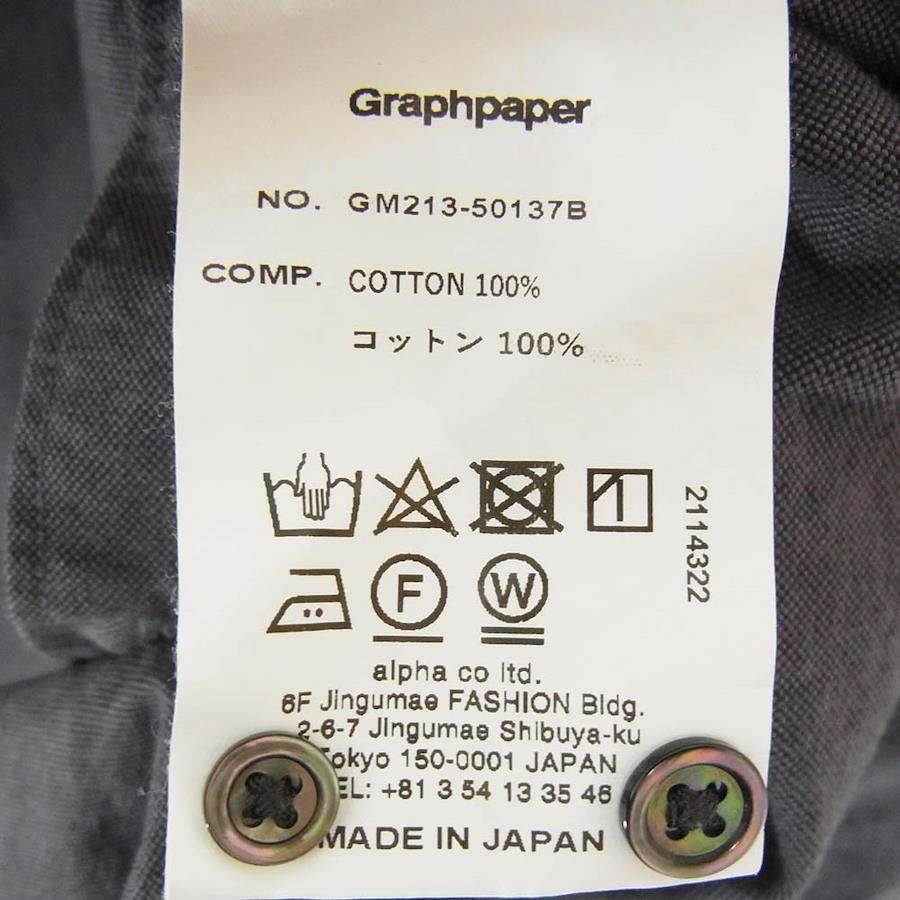 Graphpaper
NO. GM213-50137B
COMP. COTTON 100%
コットン 100%
2114322
F W
alpha co ltd.
6F Jingumae FASHION Bldg.
2-6-7 Jingumae Shibuya-ku
Tokyo 150-0001 JAPAN
TEL: +81 3 54 13 35 46
MADE IN JAPAN